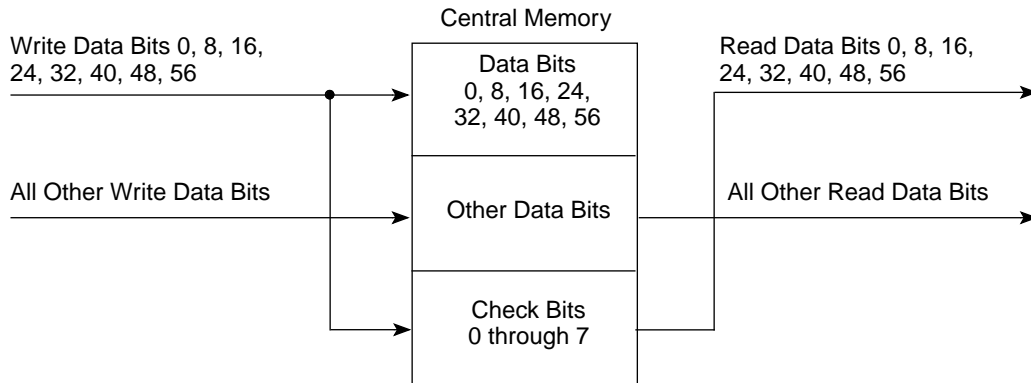 Central Memory
Write Data Bits 0, 8, 16,
24, 32, 40, 48, 56
Data Bits
0, 8, 16, 24,
32, 40, 48, 56
Read Data Bits 0, 8, 16,
24, 32, 40, 48, 56
All Other Write Data Bits
Other Data Bits
All Other Read Data Bits
Check Bits
0 through 7